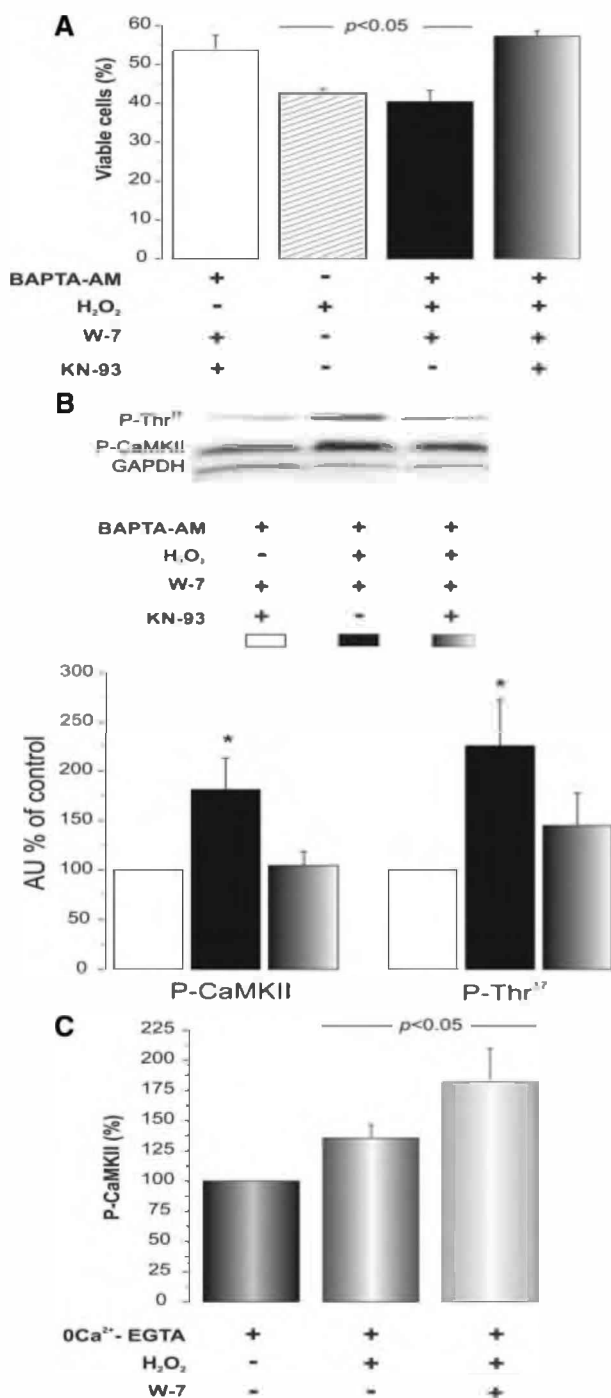 A
p<0.05
Viable cells (%)
60
50
40
30
20
10
0
BAPTA-AM + - + +
H₂O₂ - + + +
W-7 + - + +
KN-93 + - - +
B
P-Thr¹⁷
P-CaMKII
GAPDH
BAPTA-AM + + +
H₂O₂ - + +
W-7 + + +
KN-93 + - +
AU % of control
300
250
200
150
100
50
0
* *
P-CaMKII P-Thr¹⁷
C
p<0.05
P-CaMKII (%)
225
200
175
150
125
100
75
50
25
0
0Ca²⁺- EGTA + + +
H₂O₂ - + +
W-7 - - +